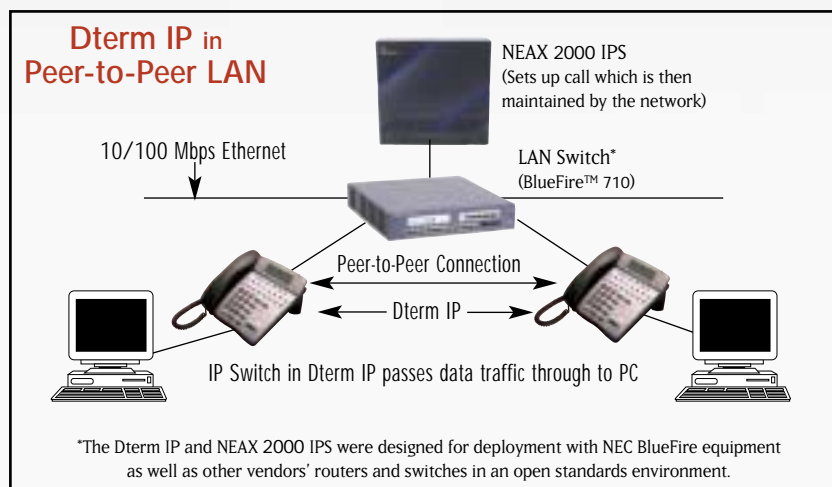 Dterm IP in
Peer-to-Peer LAN
NEAX 2000 IPS
(Sets up call which is then
maintained by the network)
10/100 Mbps Ethernet
LAN Switch*
(BlueFire™ 710)
Peer-to-Peer Connection
Dterm IP
IP Switch in Dterm IP passes data traffic through to PC
*The Dterm IP and NEAX 2000 IPS were designed for deployment with NEC BlueFire equipment
as well as other vendors' routers and switches in an open standards environment.